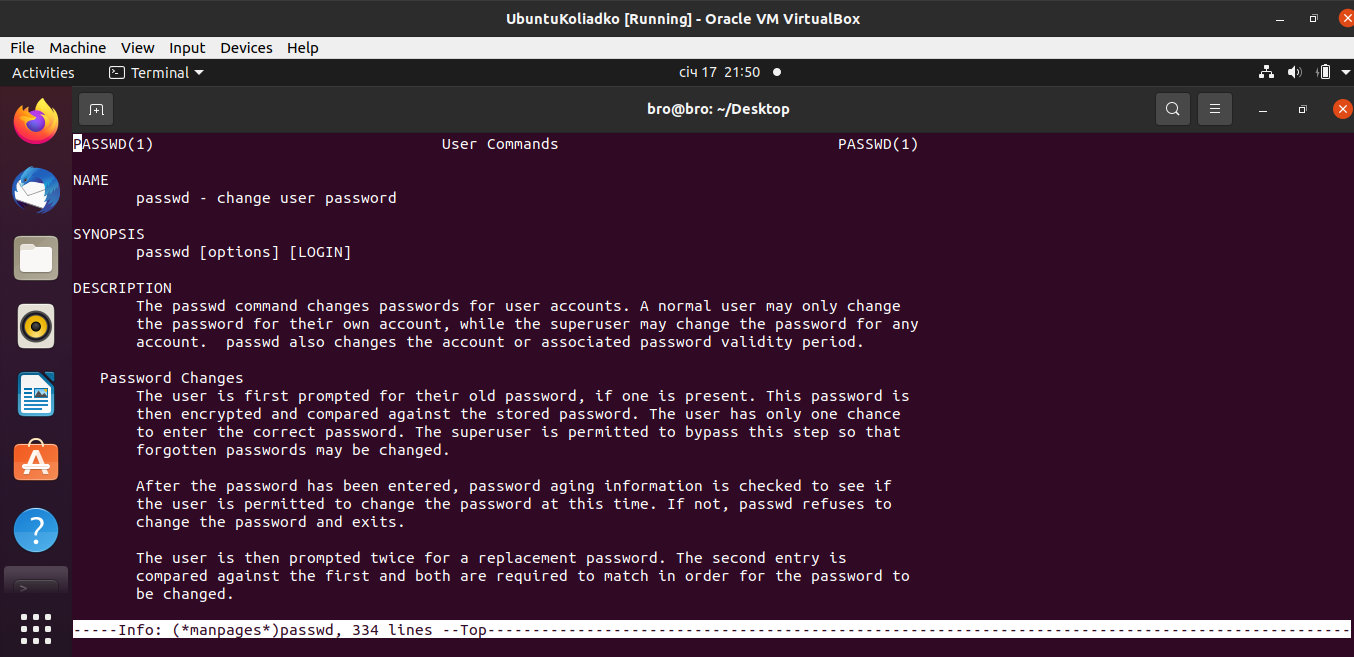 UbuntuKoliadko [Running] - Oracle VM VirtualBox
File Machine View Input Devices Help
Activities Terminal січ 17 21:50
bro@bro: ~/Desktop
PASSWD(1) User Commands PASSWD(1)
NAME
passwd - change user password
SYNOPSIS
passwd [options] [LOGIN]
DESCRIPTION
The passwd command changes passwords for user accounts. A normal user may only change
the password for their own account, while the superuser may change the password for any
account.  passwd also changes the account or associated password validity period.
Password Changes
The user is first prompted for their old password, if one is present. This password is
then encrypted and compared against the stored password. The user has only one chance
to enter the correct password. The superuser is permitted to bypass this step so that
forgotten passwords may be changed.
After the password has been entered, password aging information is checked to see if
the user is permitted to change the password at this time. If not, passwd refuses to
change the password and exits.
The user is then prompted twice for a replacement password. The second entry is
compared against the first and both are required to match in order for the password to
be changed.
-----Info: (*manpages*)passwd, 334 lines --Top-----------------------------------------------------------------------------------------------